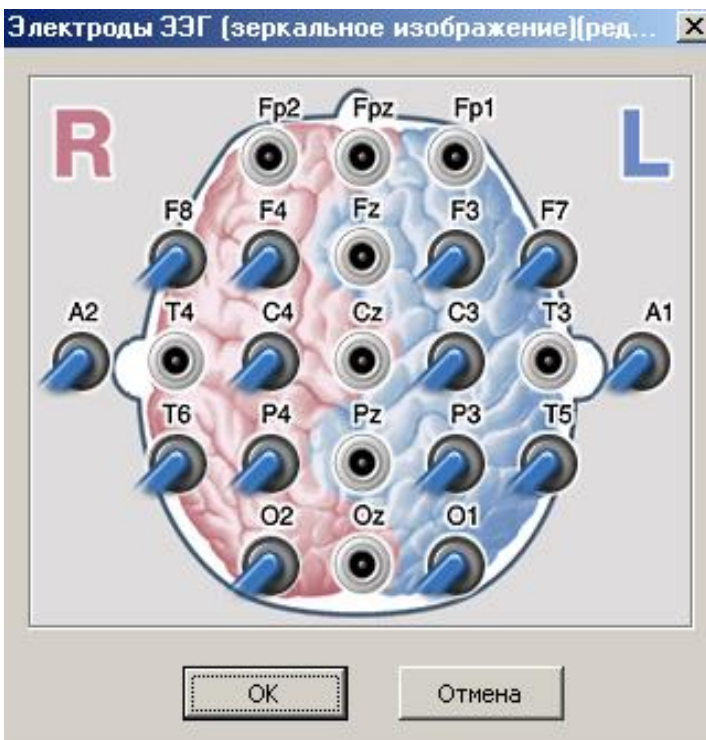 Электроды ЭЭГ (зеркальное изображение)(ред...
R L
Fp2 Fpz Fp1
F8 F4 Fz F3 F7
A2 T4 C4 Cz C3 T3 A1
T6 P4 Pz P3 T5
O2 Oz O1
OK Отмена